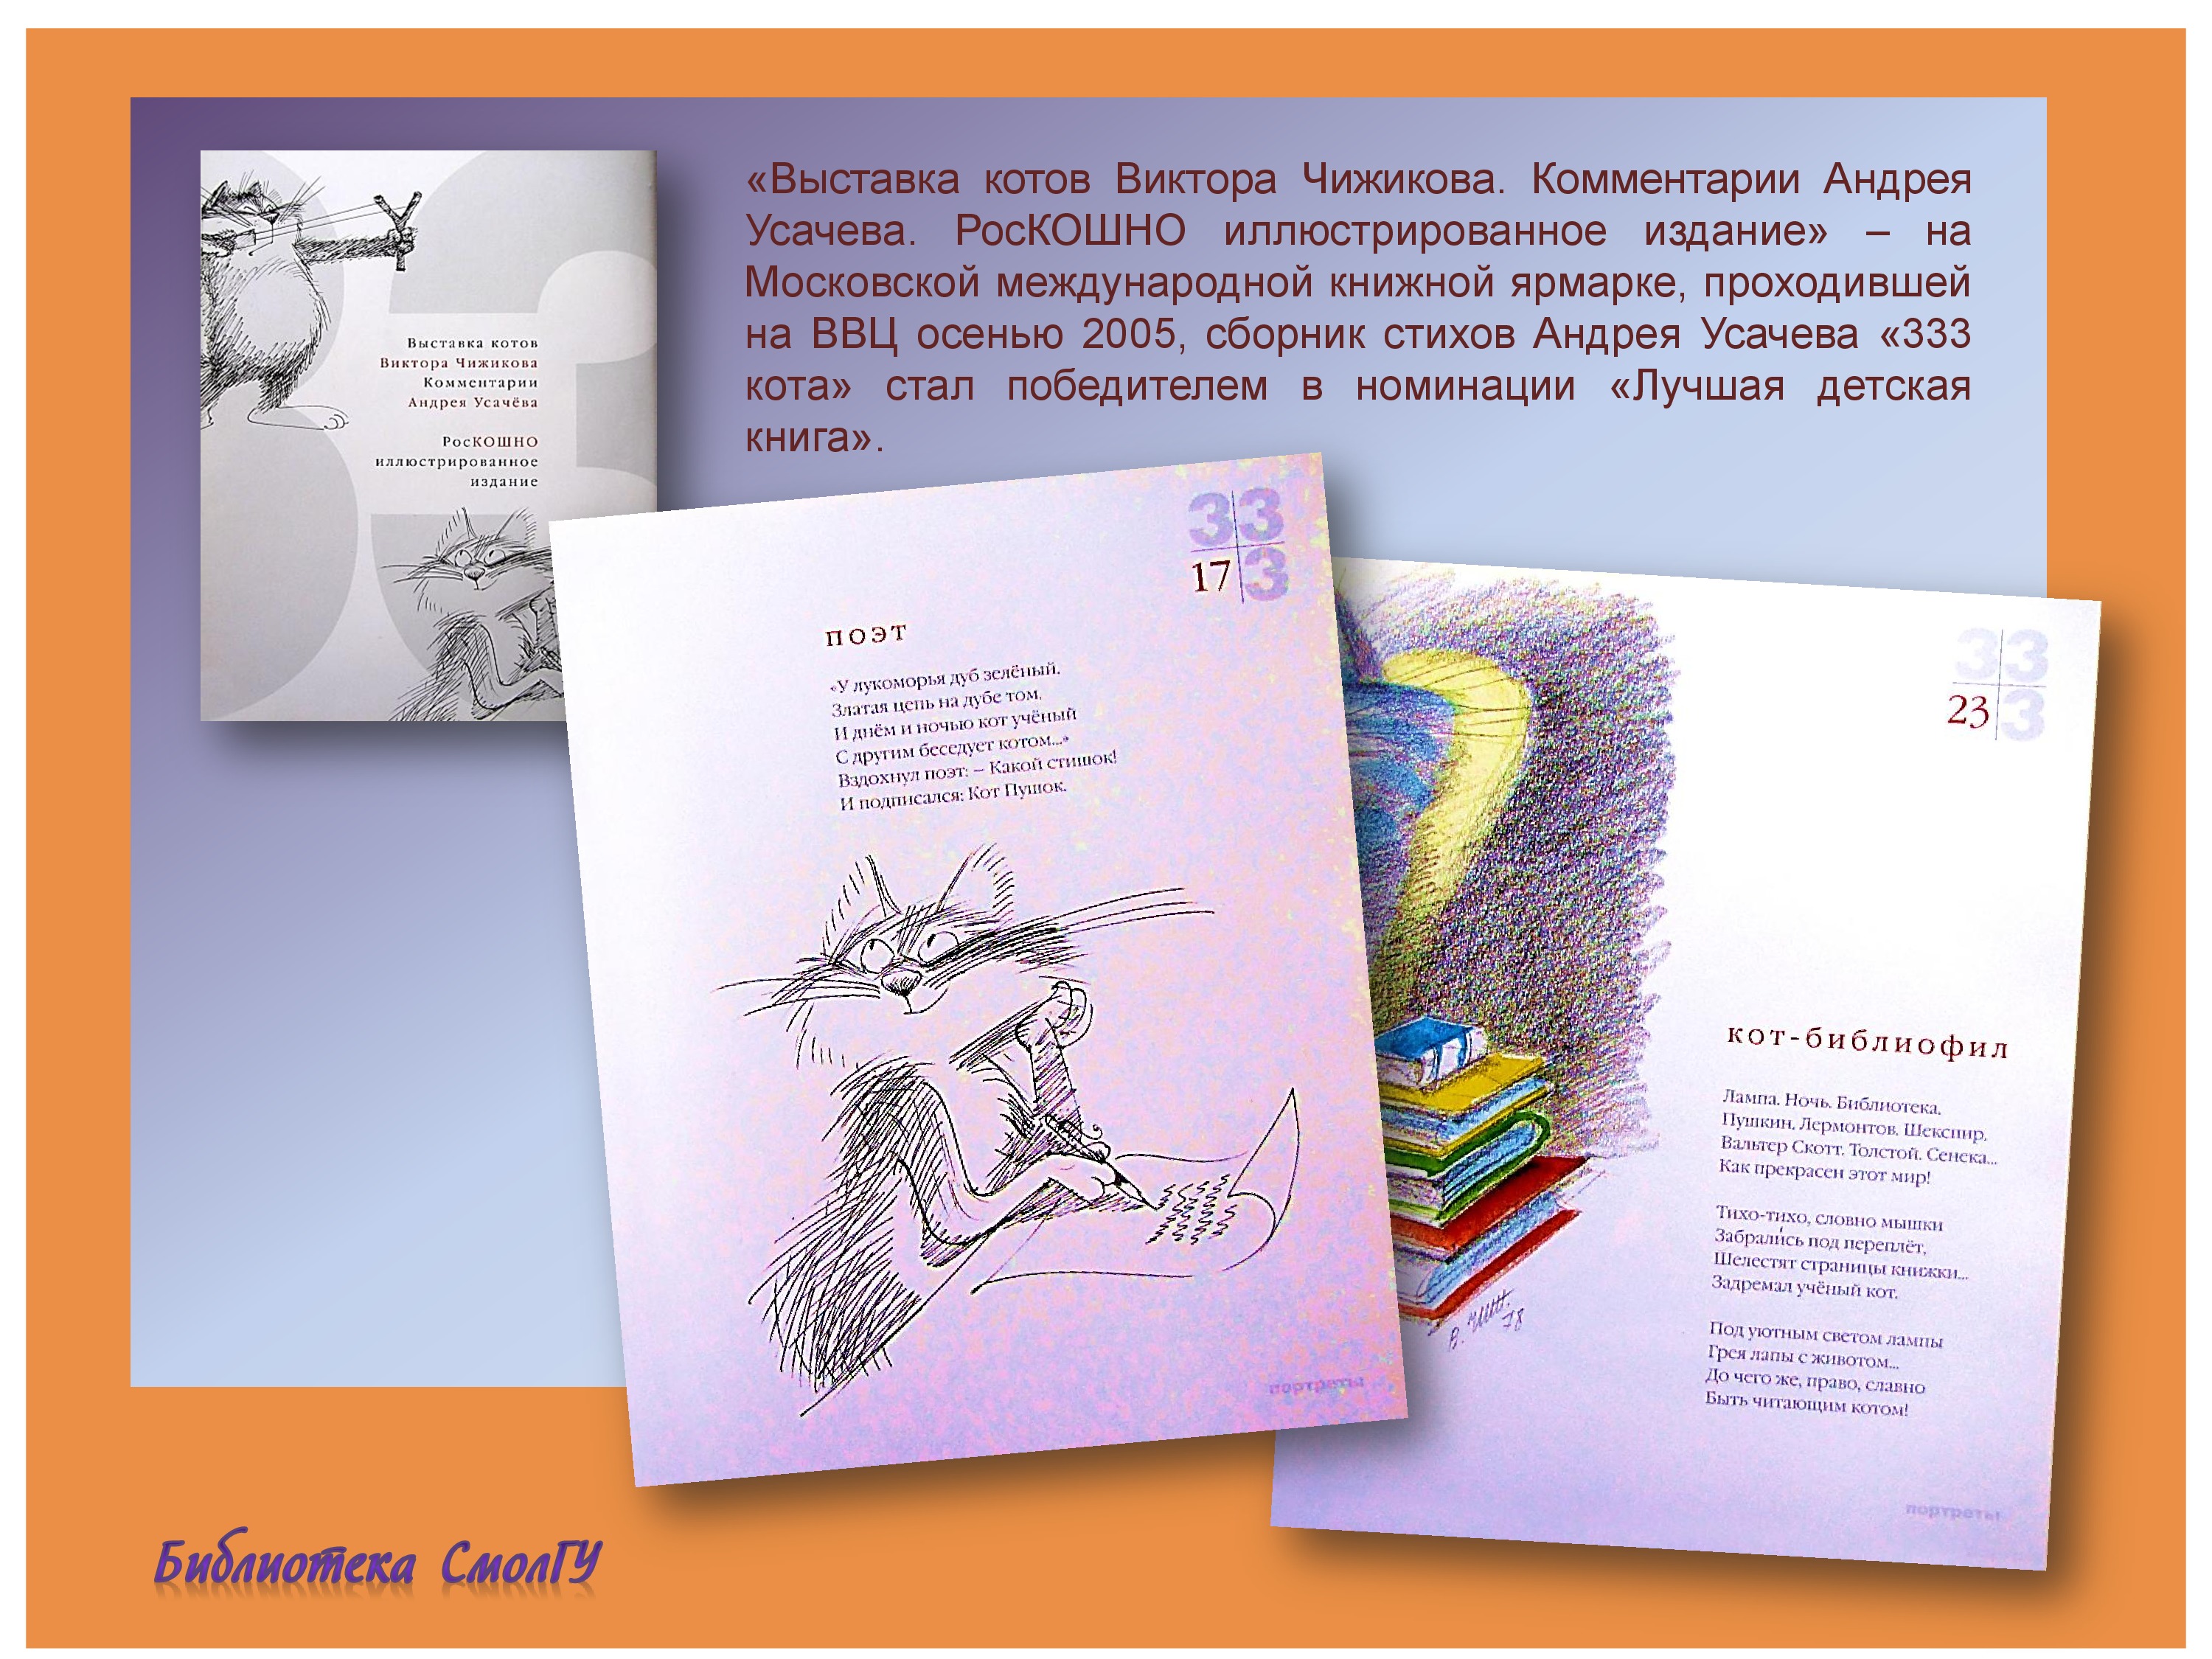 «Выставка котов Виктора Чижикова. Комментарии Андрея
Усачева. РосКОШНО иллюстрированное издание» – на
Московской международной книжной ярмарке, проходившей
на ВВЦ осенью 2005, сборник стихов Андрея Усачева «333
кота» стал победителем в номинации «Лучшая детская
книга».
Выставка котов
Виктора Чижикова
Комментарии
Андрея Усачёва
РосКОШНО
иллюстрированное
издание
33
17 3
поэт
«У лукоморья дуб зелёный,
Златая цепь на дубе том,
И днём и ночью кот учёный
С другим беседует котом...»
Вздохнул поэт: – Какой стишок!
И подписался: Кот Пушок.
портреты
33
23 3
кот-библиофил
Лампа. Ночь. Библиотека.
Пушкин. Лермонтов. Шекспир.
Вальтер Скотт. Толстой. Сенека...
Как прекрасен этот мир!
Тихо-тихо, словно мышки
Забрали́сь под переплёт,
Шелестят страницы книжки...
Задремал учёный кот.
Под уютным светом лампы
Грея лапы с животом...
До чего же, право, славно
Быть читающим котом!
В. Чиж.
78
портреты
Библиотека СмолГУ